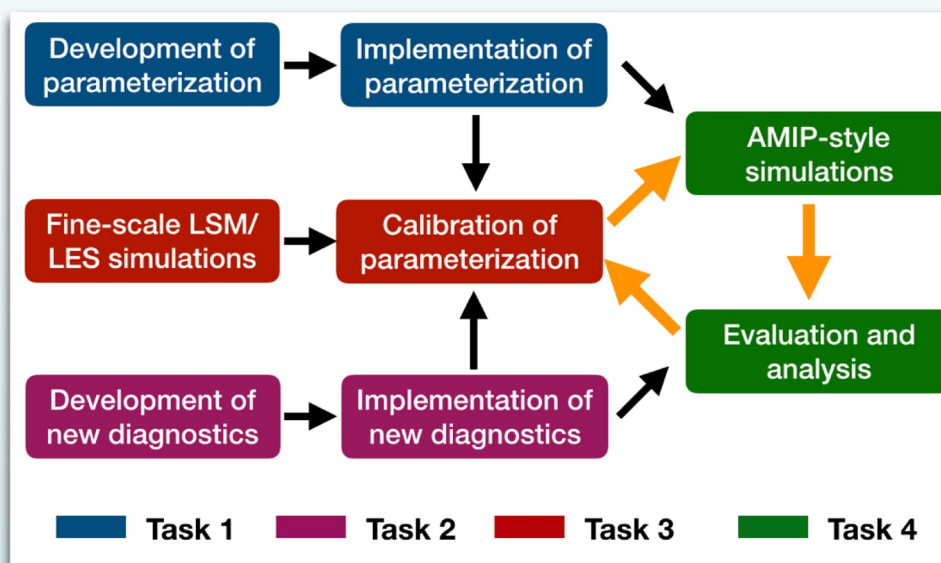 Development of
parameterization
Implementation of
parameterization
AMIP-style
simulations
Fine-scale LSM/
LES simulations
Calibration of
parameterization
Evaluation and
analysis
Development of
new diagnostics
Implementation of
new diagnostics
Task 1
Task 2
Task 3
Task 4